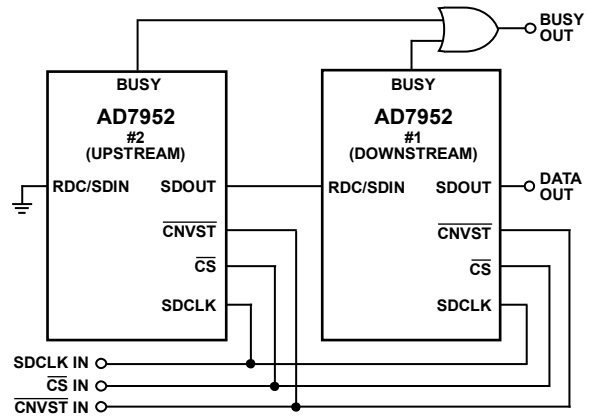 BUSY
OUT
BUSY
BUSY
AD7952
#2
(UPSTREAM)
AD7952
#1
(DOWNSTREAM)
RDC/SDIN
SDOUT
RDC/SDIN
SDOUT
DATA
OUT
CNVST
CNVST
CS
CS
SDCLK
SDCLK
SDCLK IN
CS IN
CNVST IN